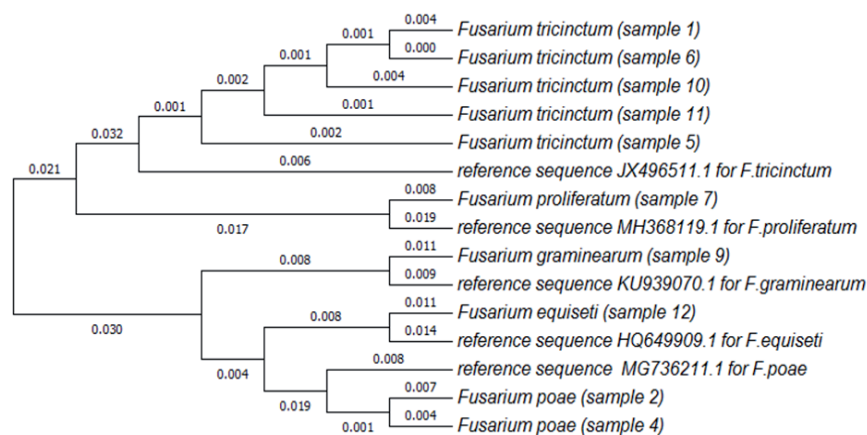 0.004
Fusarium tricinctum (sample 1)
0.001
0.000
Fusarium tricinctum (sample 6)
0.001
0.004
Fusarium tricinctum (sample 10)
0.002
0.001
Fusarium tricinctum (sample 11)
0.001
0.002
Fusarium tricinctum (sample 5)
0.032
0.006
reference sequence JX496511.1 for F.tricinctum
0.021
0.008
Fusarium proliferatum (sample 7)
0.017
0.019
reference sequence MH368119.1 for F.proliferatum
0.011
Fusarium graminearum (sample 9)
0.008
0.009
reference sequence KU939070.1 for F.graminearum
0.011
Fusarium equiseti (sample 12)
0.030
0.008
0.014
reference sequence HQ649909.1 for F.equiseti
0.004
0.008
reference sequence MG736211.1 for F.poae
0.019
0.007
Fusarium poae (sample 2)
0.001
0.004
Fusarium poae (sample 4)